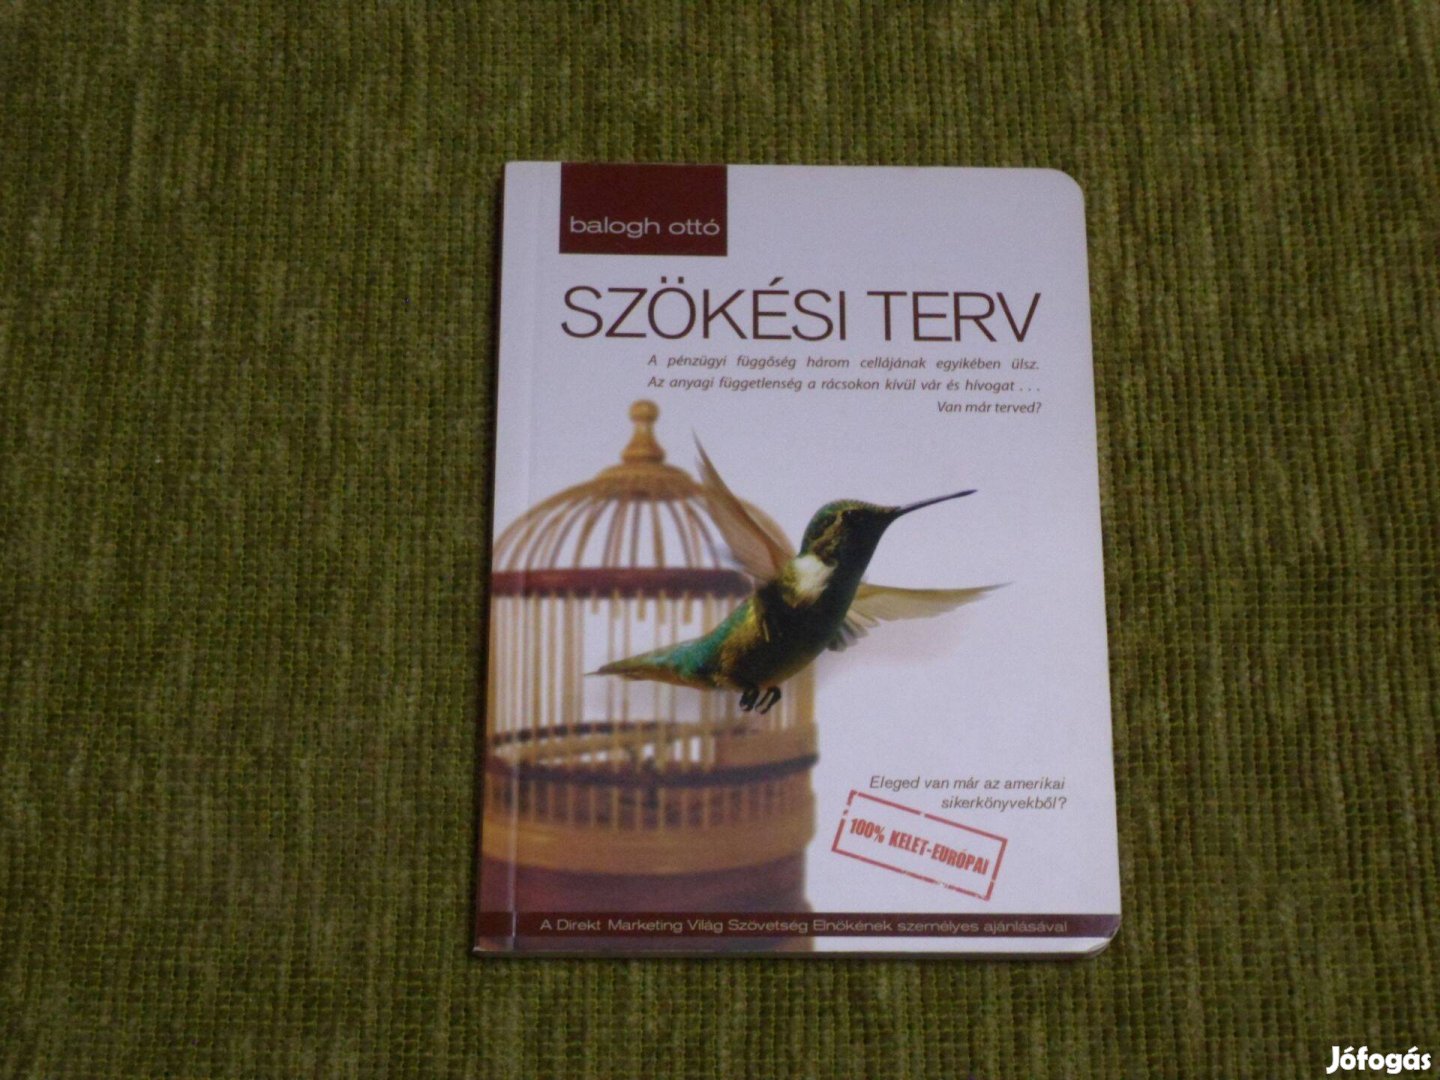 balogh ottó
SZÖKÉSI TERV
A pénzügyi függőség három cellájának egyikében ülsz.
Az anyagi függetlenség a rácsokon kívül vár és hívogat . . .
Van már terved?
Eleged van már az amerikai
sikerkönyvekből?
100% KELET-EURÓPAI
A Direkt Marketing Világ Szövetség Elnökének személyes ajánlásával
Jófogás